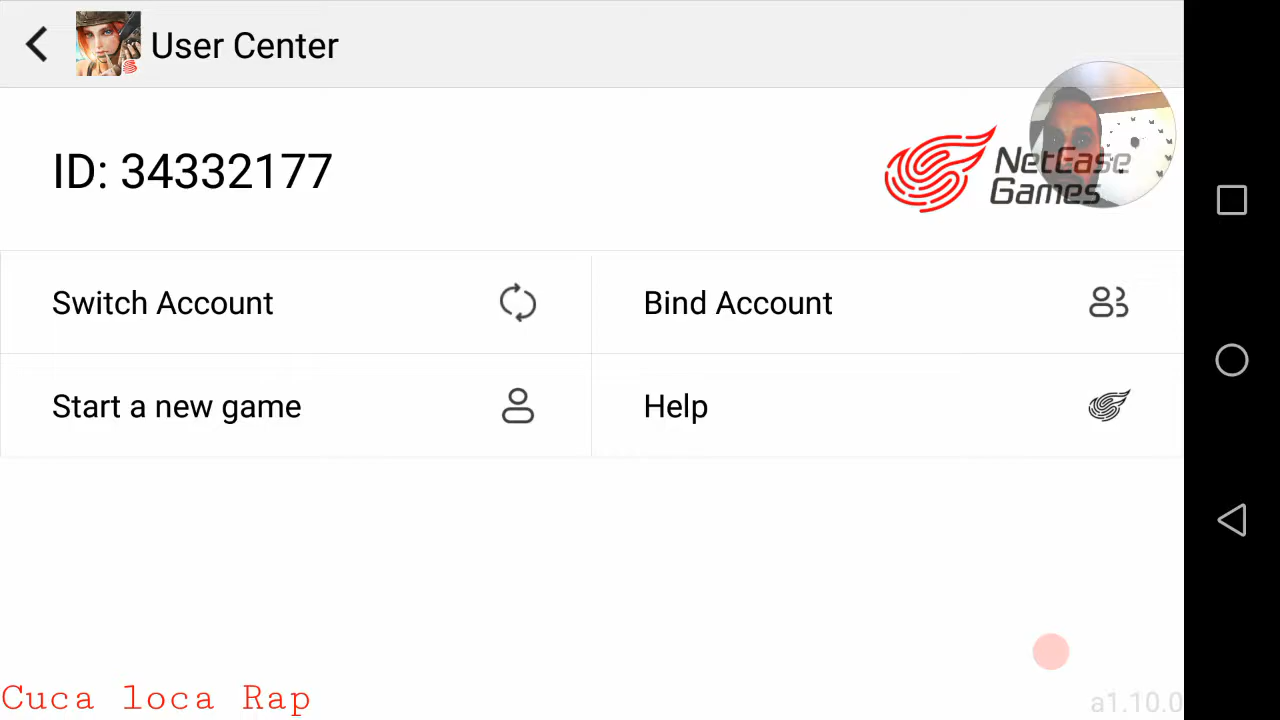 User Center
ID: 34332177
NetEase
Games
Switch Account
Bind Account
Start a new game
Help
Cuca loca Rap
a1.10.0